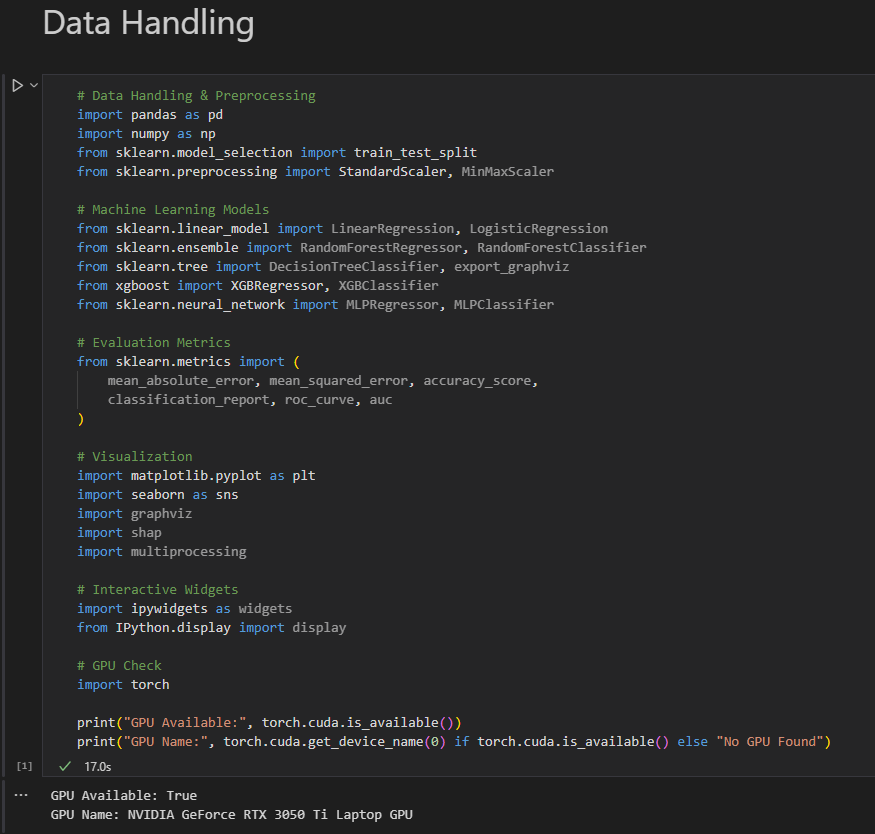 Data Handling
# Data Handling & Preprocessing
import pandas as pd
import numpy as np
from sklearn.model_selection import train_test_split
from sklearn.preprocessing import StandardScaler, MinMaxScaler
# Machine Learning Models
from sklearn.linear_model import LinearRegression, LogisticRegression
from sklearn.ensemble import RandomForestRegressor, RandomForestClassifier
from sklearn.tree import DecisionTreeClassifier, export_graphviz
from xgboost import XGBRegressor, XGBClassifier
from sklearn.neural_network import MLPRegressor, MLPClassifier
# Evaluation Metrics
from sklearn.metrics import (
    mean_absolute_error, mean_squared_error, accuracy_score,
    classification_report, roc_curve, auc
)
# Visualization
import matplotlib.pyplot as plt
import seaborn as sns
import graphviz
import shap
import multiprocessing
# Interactive Widgets
import ipywidgets as widgets
from IPython.display import display
# GPU Check
import torch
print("GPU Available:", torch.cuda.is_available())
print("GPU Name:", torch.cuda.get_device_name(0) if torch.cuda.is_available() else "No GPU Found")
[1] 17.0s
... GPU Available: True
GPU Name: NVIDIA GeForce RTX 3050 Ti Laptop GPU